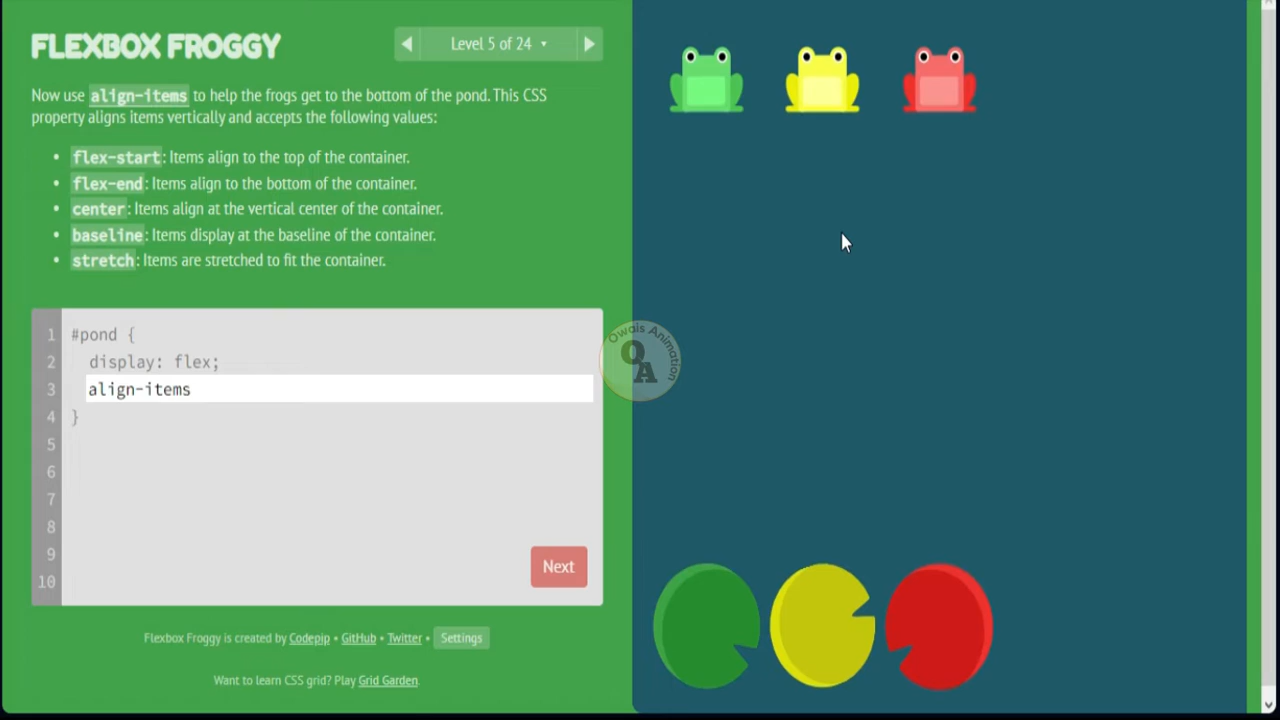 FLEXBOX FROGGY
Level 5 of 24
Now use align-items to help the frogs get to the bottom of the pond. This CSS
property aligns items vertically and accepts the following values:
• flex-start: Items align to the top of the container.
• flex-end: Items align to the bottom of the container.
• center: Items align at the vertical center of the container.
• baseline: Items display at the baseline of the container.
• stretch: Items are stretched to fit the container.
1 #pond {
2 display: flex;
3 align-items
4 }
5
6
7
8
9
10
Next
Owais Animation
OA
Flexbox Froggy is created by Codepip • GitHub • Twitter • Settings
Want to learn CSS grid? Play Grid Garden.